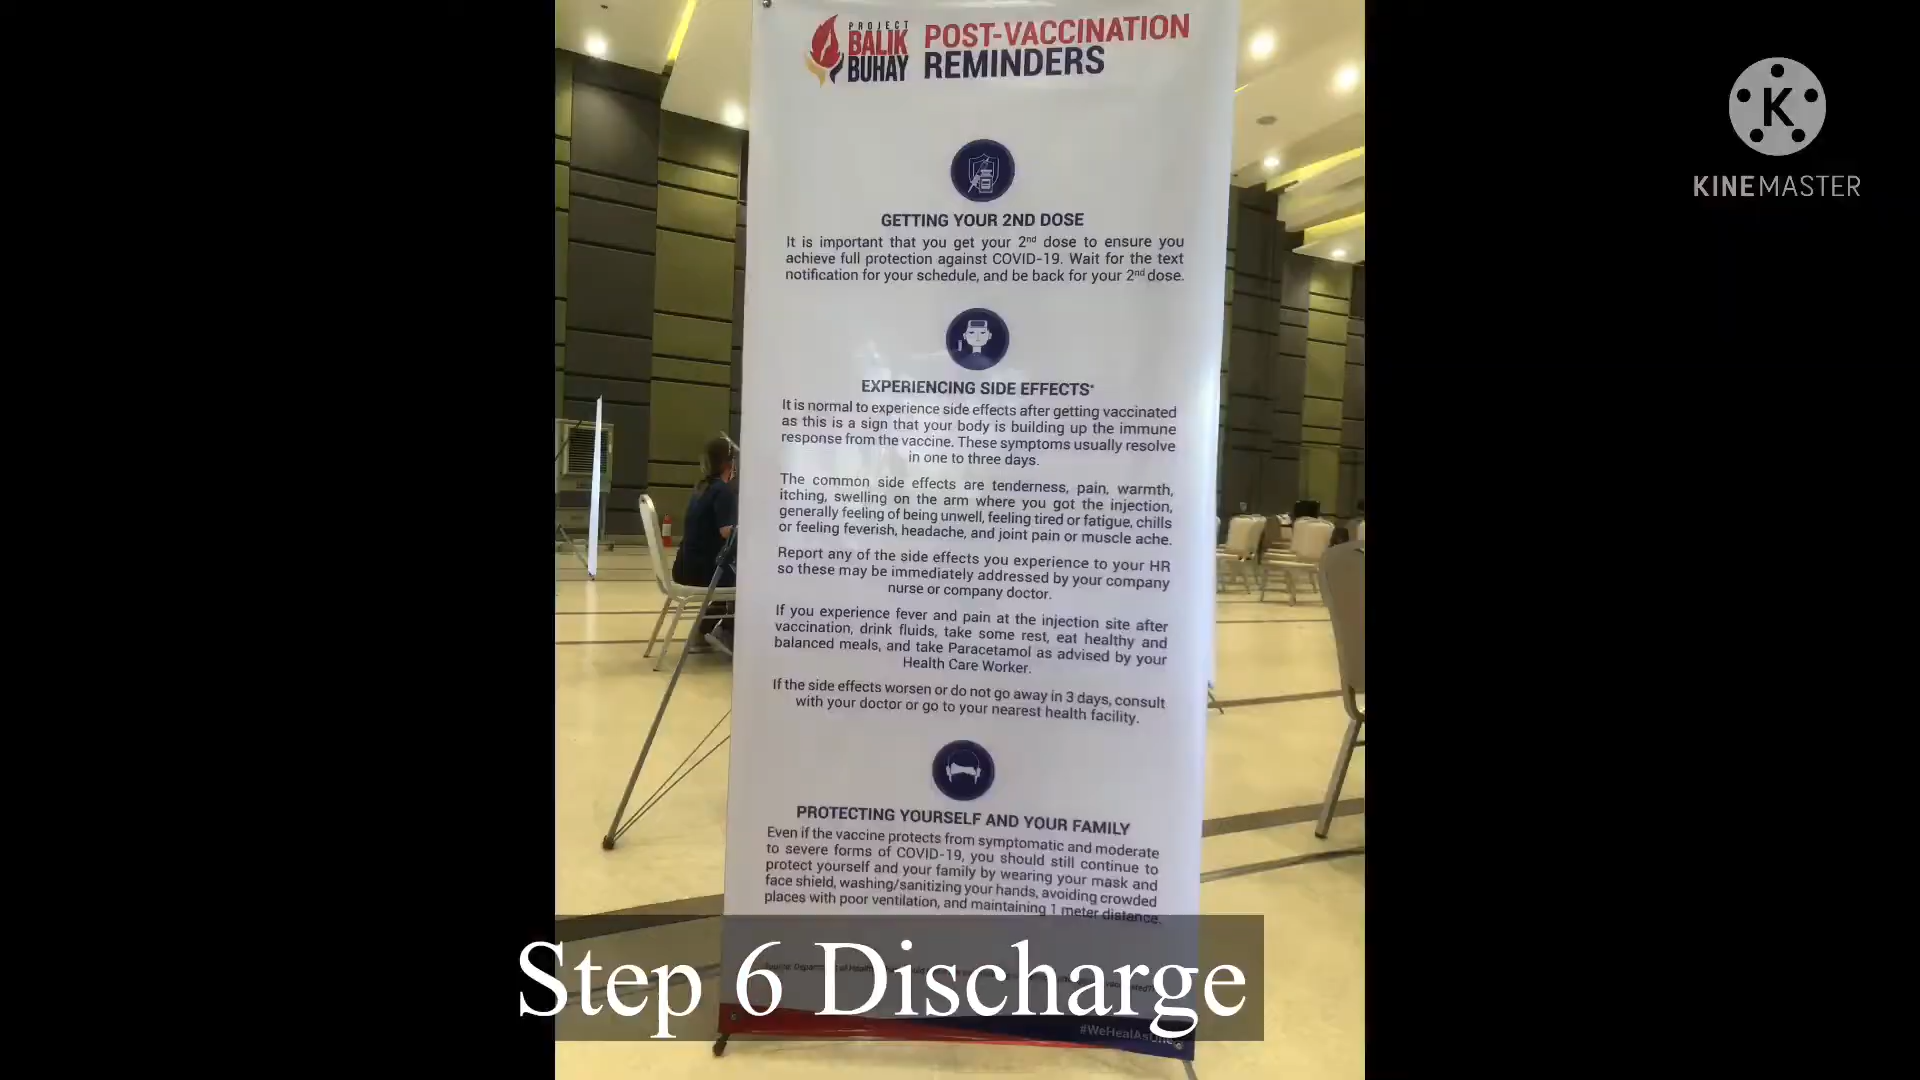 PROJECT
BALIK
BUHAY
POST-VACCINATION
REMINDERS
K
KINEMASTER
GETTING YOUR 2ND DOSE
It is important that you get your 2nd dose to ensure you
achieve full protection against COVID-19. Wait for the text
notification for your schedule, and be back for your 2nd dose.
EXPERIENCING SIDE EFFECTS*
It is normal to experience side effects after getting vaccinated
as this is a sign that your body is building up the immune
response from the vaccine. These symptoms usually resolve
in one to three days.
The common side effects are tenderness, pain, warmth,
itching, swelling on the arm where you got the injection,
generally feeling of being unwell, feeling tired or fatigue, chills
or feeling feverish, headache, and joint pain or muscle ache.
Report any of the side effects you experience to your HR
so these may be immediately addressed by your company
nurse or company doctor.
If you experience fever and pain at the injection site after
vaccination, drink fluids, take some rest, eat healthy and
balanced meals, and take Paracetamol as advised by your
Health Care Worker.
If the side effects worsen or do not go away in 3 days, consult
with your doctor or go to your nearest health facility.
PROTECTING YOURSELF AND YOUR FAMILY
Even if the vaccine protects from symptomatic and moderate
to severe forms of COVID-19, you should still continue to
protect yourself and your family by wearing your mask and
face shield, washing/sanitizing your hands, avoiding crowded
places with poor ventilation, and maintaining 1 meter distance.
Step 6 Discharge
#WeHealAsOne